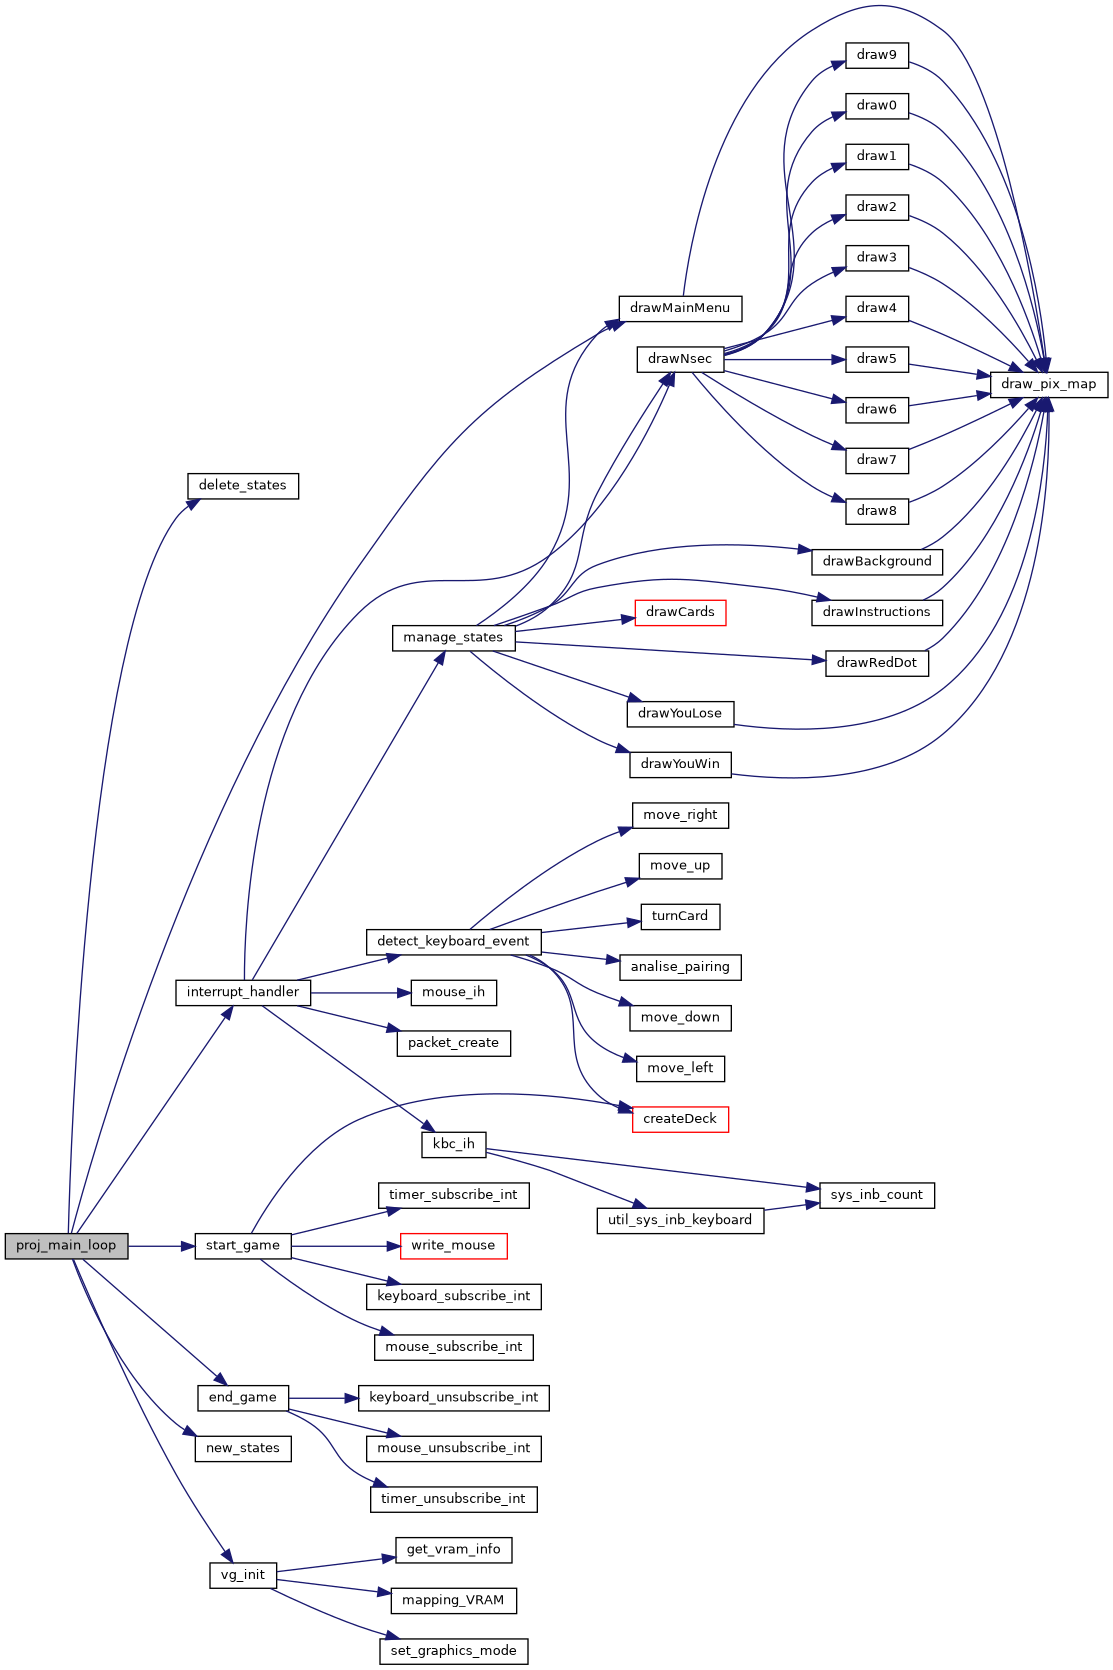 draw9
draw0
draw1
draw2
draw3
drawMainMenu
draw4
drawNsec
draw5
draw_pix_map
draw6
draw7
delete_states
draw8
drawBackground
drawCards
drawInstructions
manage_states
drawRedDot
drawYouLose
drawYouWin
move_right
move_up
turnCard
detect_keyboard_event
analise_pairing
interrupt_handler
mouse_ih
move_down
packet_create
move_left
createDeck
kbc_ih
timer_subscribe_int
sys_inb_count
util_sys_inb_keyboard
proj_main_loop
start_game
write_mouse
keyboard_subscribe_int
mouse_subscribe_int
end_game
keyboard_unsubscribe_int
new_states
mouse_unsubscribe_int
timer_unsubscribe_int
get_vram_info
vg_init
mapping_VRAM
set_graphics_mode